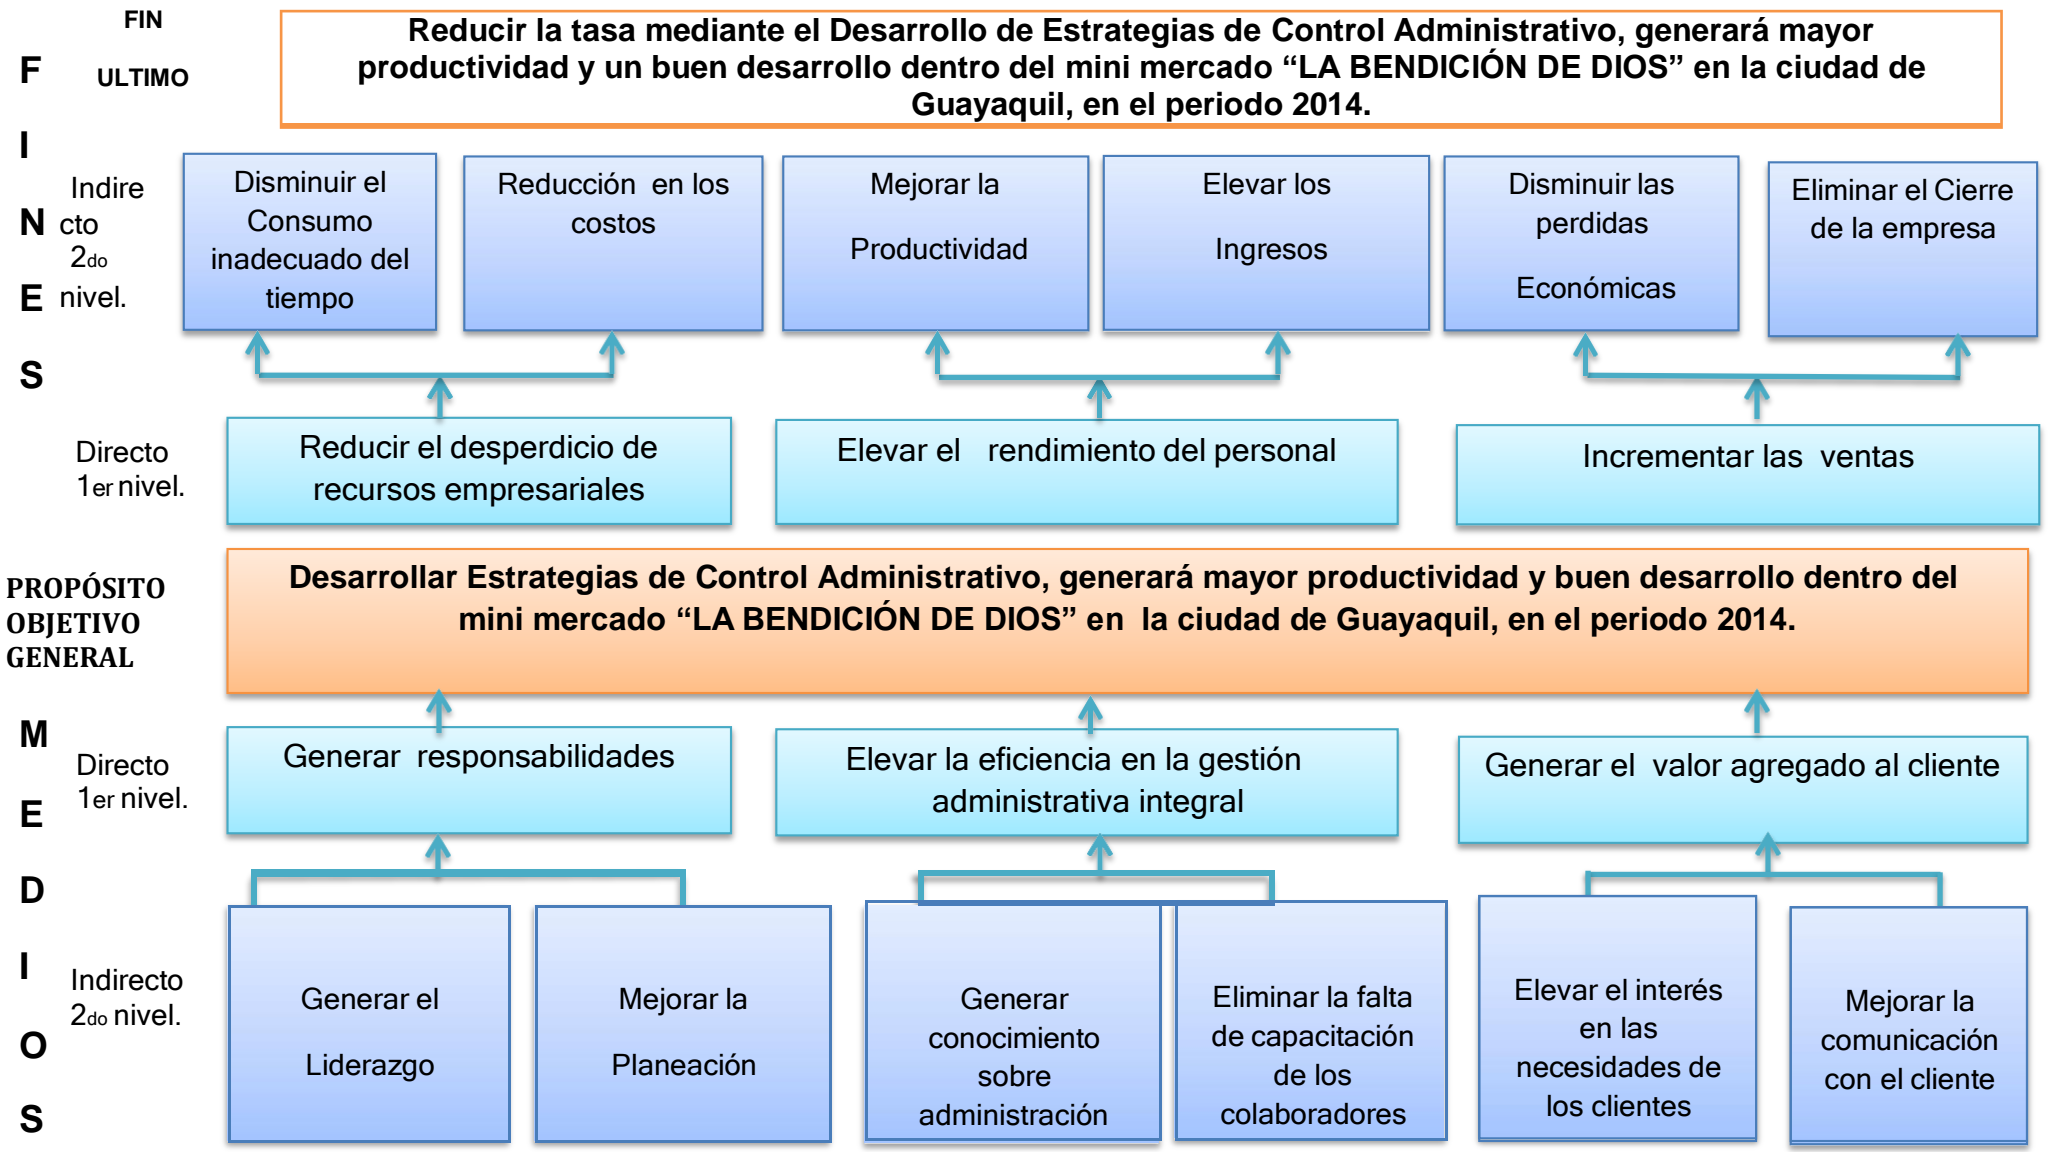 FIN
ULTIMO
Reducir la tasa mediante el Desarrollo de Estrategias de Control Administrativo, generará mayor
productividad y un buen desarrollo dentro del mini mercado “LA BENDICIÓN DE DIOS” en la ciudad de
Guayaquil, en el periodo 2014.
F
I
N
E
S
Indire
cto
2do
nivel.
Disminuir el
Consumo
inadecuado del
tiempo
Reducción en los
costos
Mejorar la
Productividad
Elevar los
Ingresos
Disminuir las
perdidas
Económicas
Eliminar el Cierre
de la empresa
Directo
1er nivel.
Reducir el desperdicio de
recursos empresariales
Elevar el rendimiento del personal
Incrementar las ventas
PROPÓSITO
OBJETIVO
GENERAL
Desarrollar Estrategias de Control Administrativo, generará mayor productividad y buen desarrollo dentro del
mini mercado “LA BENDICIÓN DE DIOS” en la ciudad de Guayaquil, en el periodo 2014.
M
E
D
I
O
S
Directo
1er nivel.
Generar responsabilidades
Elevar la eficiencia en la gestión
administrativa integral
Generar el valor agregado al cliente
Indirecto
2do nivel.
Generar el
Liderazgo
Mejorar la
Planeación
Generar
conocimiento
sobre
administración
Eliminar la falta
de capacitación
de los
colaboradores
Elevar el interés
en las
necesidades de
los clientes
Mejorar la
comunicación
con el cliente